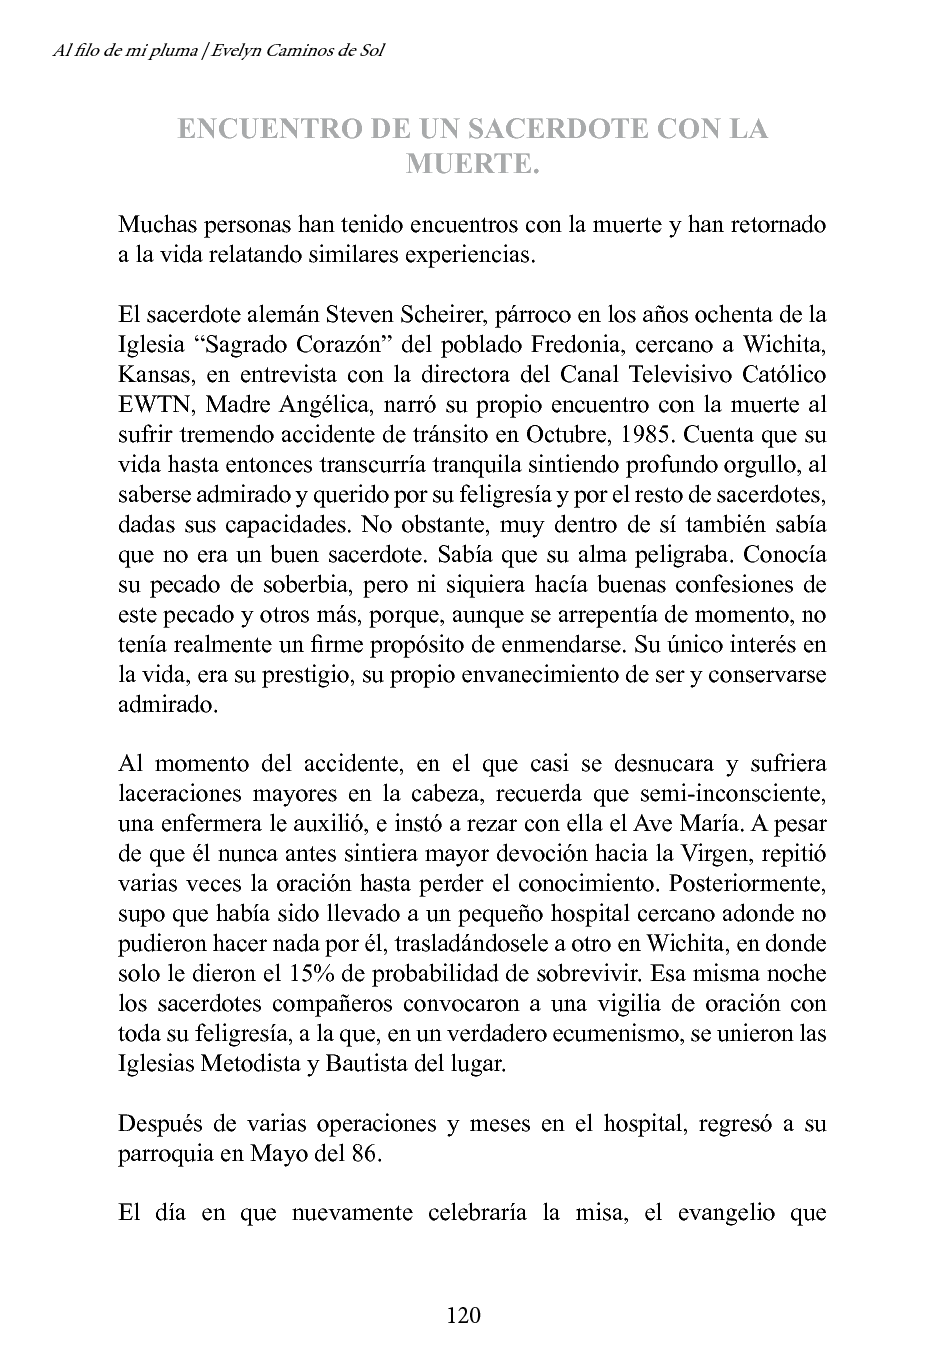 Al filo de mi pluma | Evelyn Caminos de Sol
ENCUENTRO DE UN SACERDOTE CON LA
MUERTE.
Muchas personas han tenido encuentros con la muerte y han retornado
a la vida relatando similares experiencias.
El sacerdote alemán Steven Scheirer, párroco en los años ochenta de la
Iglesia “Sagrado Corazón” del poblado Fredonia, cercano a Wichita,
Kansas, en entrevista con la directora del Canal Televisivo Católico
EWTN, Madre Angélica, narró su propio encuentro con la muerte al
sufrir tremendo accidente de tránsito en Octubre, 1985. Cuenta que su
vida hasta entonces transcurría tranquila sintiendo profundo orgullo, al
saberse admirado y querido por su feligresía y por el resto de sacerdotes,
dadas sus capacidades. No obstante, muy dentro de sí también sabía
que no era un buen sacerdote. Sabía que su alma peligraba. Conocía
su pecado de soberbia, pero ni siquiera hacía buenas confesiones de
este pecado y otros más, porque, aunque se arrepentía de momento, no
tenía realmente un firme propósito de enmendarse. Su único interés en
la vida, era su prestigio, su propio envanecimiento de ser y conservarse
admirado.
Al momento del accidente, en el que casi se desnucara y sufriera
laceraciones mayores en la cabeza, recuerda que semi-inconsciente,
una enfermera le auxilió, e instó a rezar con ella el Ave María. A pesar
de que él nunca antes sintiera mayor devoción hacia la Virgen, repitió
varias veces la oración hasta perder el conocimiento. Posteriormente,
supo que había sido llevado a un pequeño hospital cercano adonde no
pudieron hacer nada por él, trasladándosele a otro en Wichita, en donde
solo le dieron el 15% de probabilidad de sobrevivir. Esa misma noche
los sacerdotes compañeros convocaron a una vigilia de oración con
toda su feligresía, a la que, en un verdadero ecumenismo, se unieron las
Iglesias Metodista y Bautista del lugar.
Después de varias operaciones y meses en el hospital, regresó a su
parroquia en Mayo del 86.
El día en que nuevamente celebraría la misa, el evangelio que
120